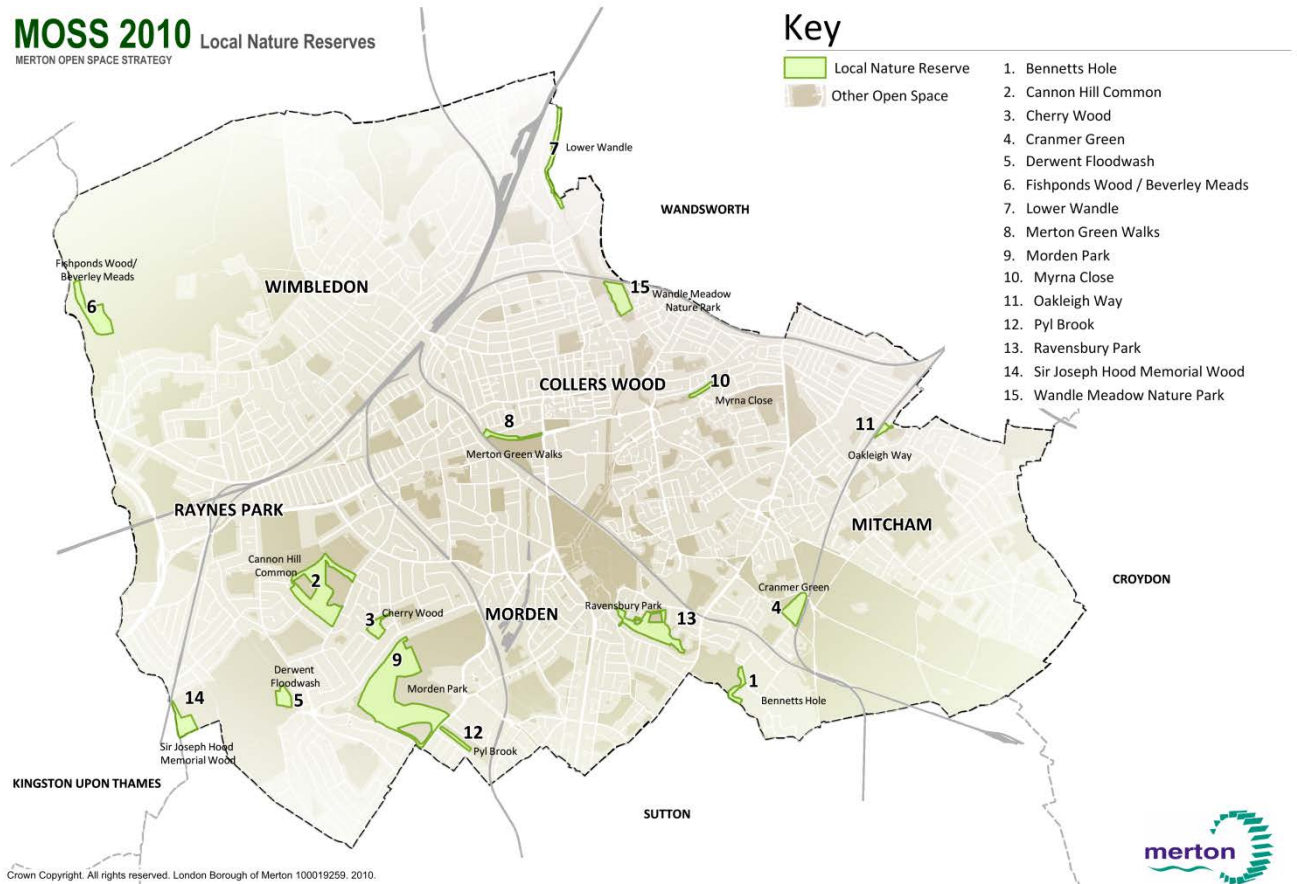 MOSS 2010 Local Nature Reserves
MERTON OPEN SPACE STRATEGY
Key
Local Nature Reserve
Other Open Space
1. Bennetts Hole
2. Cannon Hill Common
3. Cherry Wood
4. Cranmer Green
5. Derwent Floodwash
6. Fishponds Wood / Beverley Meads
7. Lower Wandle
8. Merton Green Walks
9. Morden Park
10. Myrna Close
11. Oakleigh Way
12. Pyl Brook
13. Ravensbury Park
14. Sir Joseph Hood Memorial Wood
15. Wandle Meadow Nature Park
7 Lower Wandle
WANDSWORTH
Fishponds Wood/
Beverley Meads
6
WIMBLEDON
15 Wandle Meadow
Nature Park
COLLERS WOOD
10
Myrna Close
8
Merton Green Walks
11
Oakleigh Way
RAYNES PARK
MITCHAM
Cannon Hill
Common
2
CROYDON
Cranmer Green
4
3 Cherry Wood
MORDEN
Ravensbury Park
13
9
Morden Park
Derwent
Floodwash
5
1
Bennetts Hole
14
Sir Joseph Hood
Memorial Wood
12
Pyl Brook
KINGSTON UPON THAMES
SUTTON
merton
Crown Copyright. All rights reserved. London Borough of Merton 100019259. 2010.